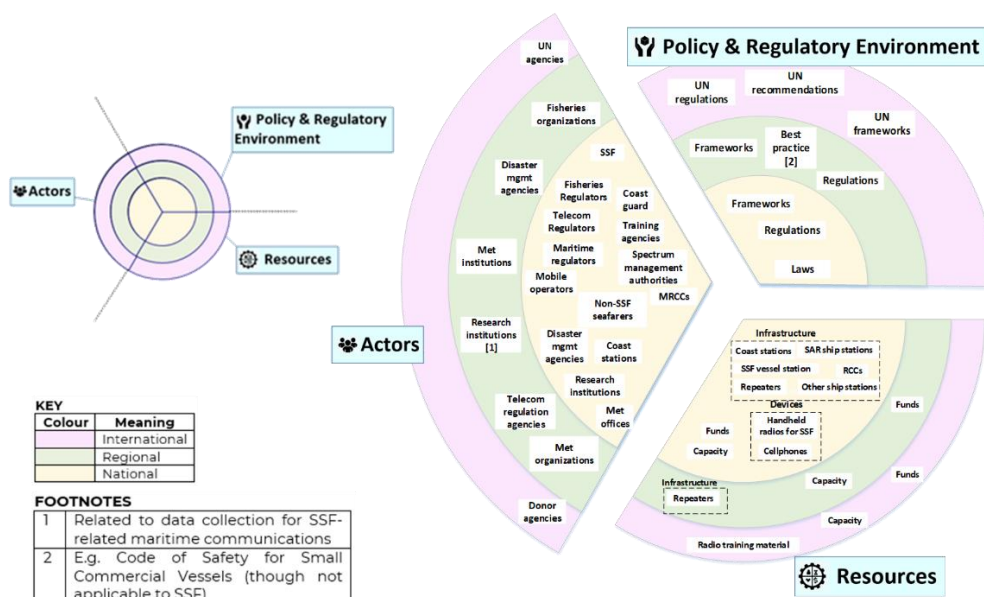 Policy & Regulatory
Environment
Actors
Resources
KEY
Colour Meaning
International
Regional
National
FOOTNOTES
1 Related to data collection for SSF-
related maritime communications
2 E.g. Code of Safety for Small
Commercial Vessels (though not
applicable to SSF)
Actors
UN
agencies
Fisheries
organizations
Disaster
mgmt
agencies
Met
institutions
Research
institutions
[1]
Telecom
regulation
agencies
Met
organizations
Donor
agencies
SSF
Fisheries
Regulators
Coast
guard
Telecom
Regulators
Training
agencies
Maritime
regulators
Spectrum
management
authorities
Mobile
operators
MRCCs
Non-SSF
seafarers
Disaster
mgmt
agencies
Coast
stations
Research
institutions
Met
offices
Policy & Regulatory Environment
UN
regulations
UN
recommendations
UN
frameworks
Frameworks
Best
practice
[2]
Regulations
Frameworks
Regulations
Laws
Infrastructure
Coast stations
SAR ship stations
SSF vessel station
RCCs
Repeaters
Other ship stations
Devices
Handheld
radios for SSF
Cellphones
Funds
Capacity
Funds
Infrastructure
Repeaters
Capacity
Funds
Capacity
Radio training material
Resources